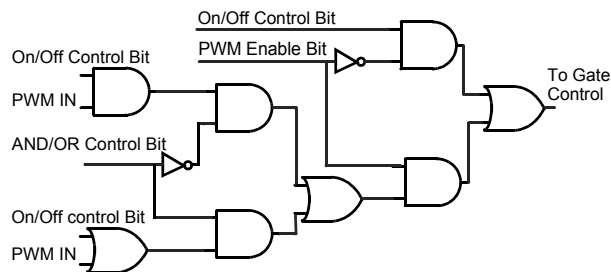 On/Off Control Bit
PWM Enable Bit
On/Off Control Bit
PWM IN
To Gate
Control
AND/OR Control Bit
On/Off control Bit
PWM IN